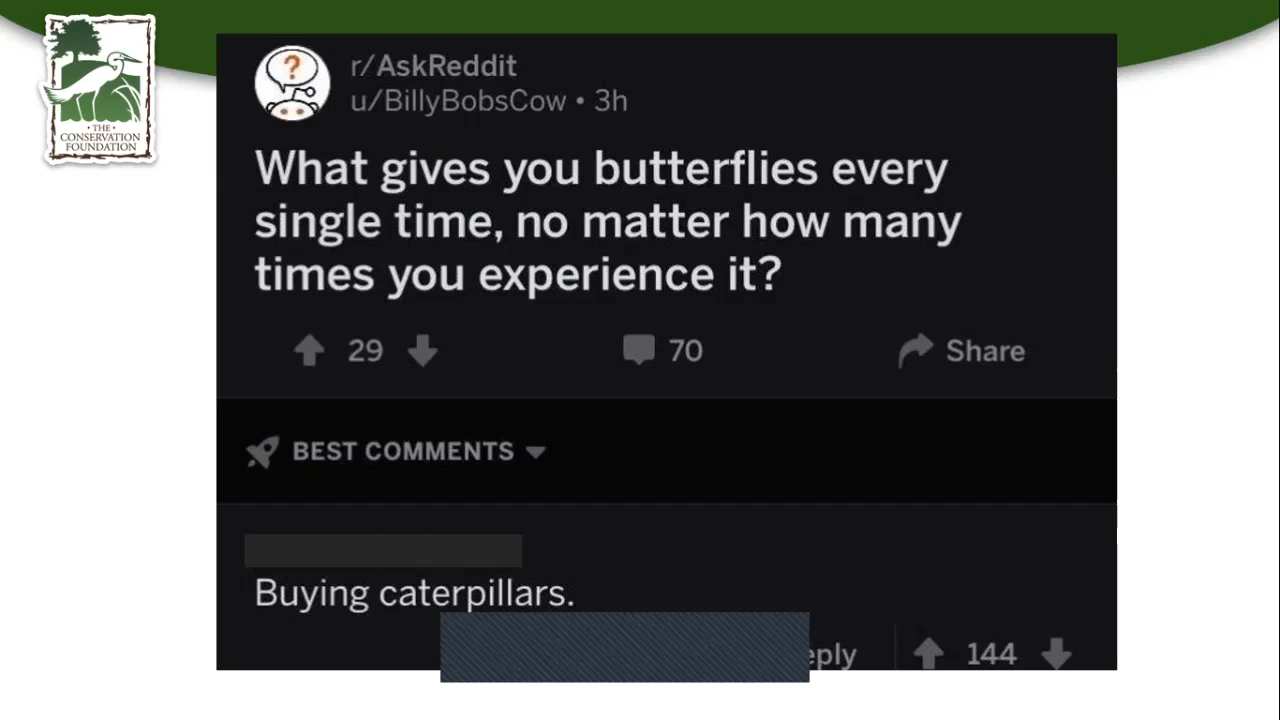 • THE •
CONSERVATION
FOUNDATION
r/AskReddit
u/BillyBobsCow • 3h
What gives you butterflies every
single time, no matter how many
times you experience it?
29
70
Share
BEST COMMENTS
Buying caterpillars.
eply
144